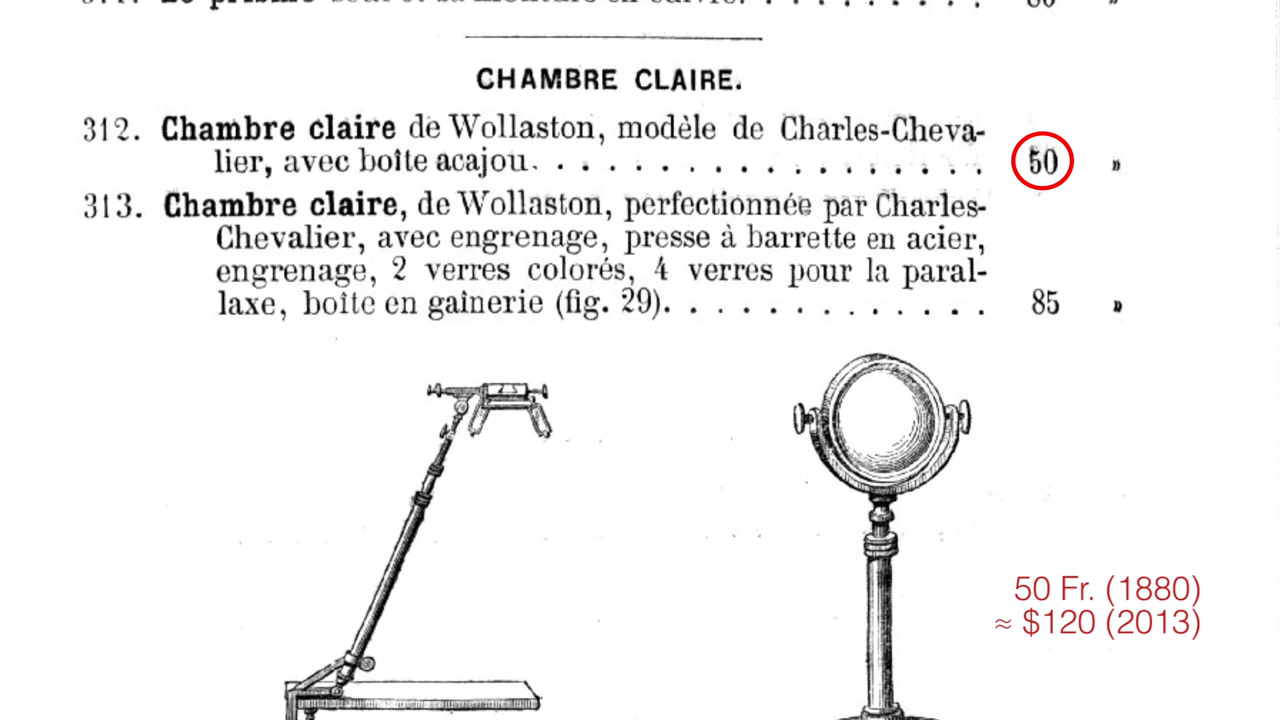 CHAMBRE CLAIRE.
312. Chambre claire de Wollaston, modèle de Charles-Cheva-
lier, avec boîte acajou. . . . . . . . . . . . . . . . . . 50 »
313. Chambre claire, de Wollaston, perfectionnée par Charles-
Chevalier, avec engrenage, presse à barrette en acier,
engrenage, 2 verres colorés, 4 verres pour la paral-
laxe, boîte en gaînerie (fig. 29). . . . . . . . . . . . . 85 »
50 Fr. (1880)
≈ $120 (2013)